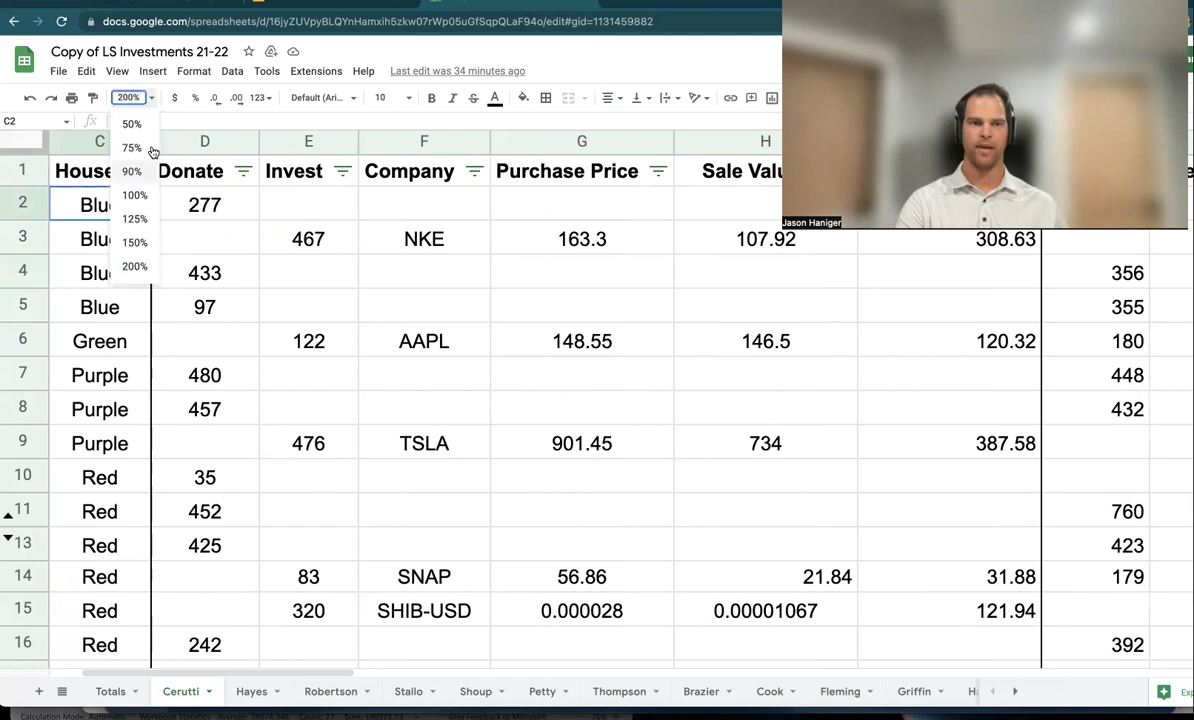 docs.google.com/spreadsheets/d/16jyZUVpyBLQYnHamxih5zkw07rWp05uGfSqpQLaF94o/edit#gid=1131459882
Copy of LS Investments 21-22
File Edit View Insert Format Data Tools Extensions Help Last edit was 34 minutes ago
200% $ % .0 .00 123 Default (Ari... 10 B I S A
C2 fx
50%
75%
90%
100%
125%
150%
200%
C D E F G H
1 House Donate Invest Company Purchase Price Sale Valu
2 Blue 277
3 Blu 467 NKE 163.3 107.92 308.63
4 Blu 433 356
5 Blue 97 355
6 Green 122 AAPL 148.55 146.5 120.32 180
7 Purple 480 448
8 Purple 457 432
9 Purple 476 TSLA 901.45 734 387.58
10 Red 35
11 Red 452 760
13 Red 425 423
14 Red 83 SNAP 56.86 21.84 31.88 179
15 Red 320 SHIB-USD 0.000028 0.00001067 121.94
16 Red 242 392
Jason Haniger
+ Totals Cerutti Hayes Robertson Stallo Shoup Petty Thompson Brazier Cook Fleming Griffin